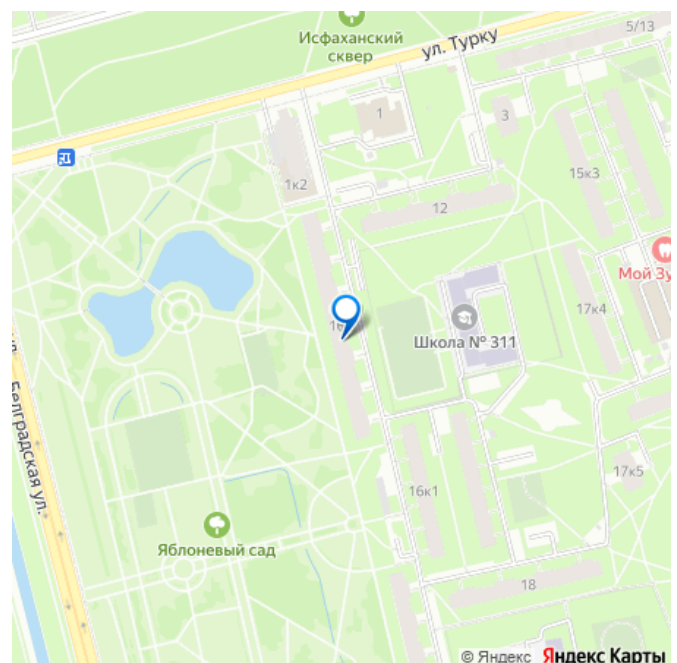 5/13
ул. Турку
Исфаханский
сквер
1
3
1к2
15к3
12
Мой Зу
17к4
Школа № 311
Белградская ул.
16к1
17к5
Яблоневый сад
18
© Яндекс Яндекс Карты